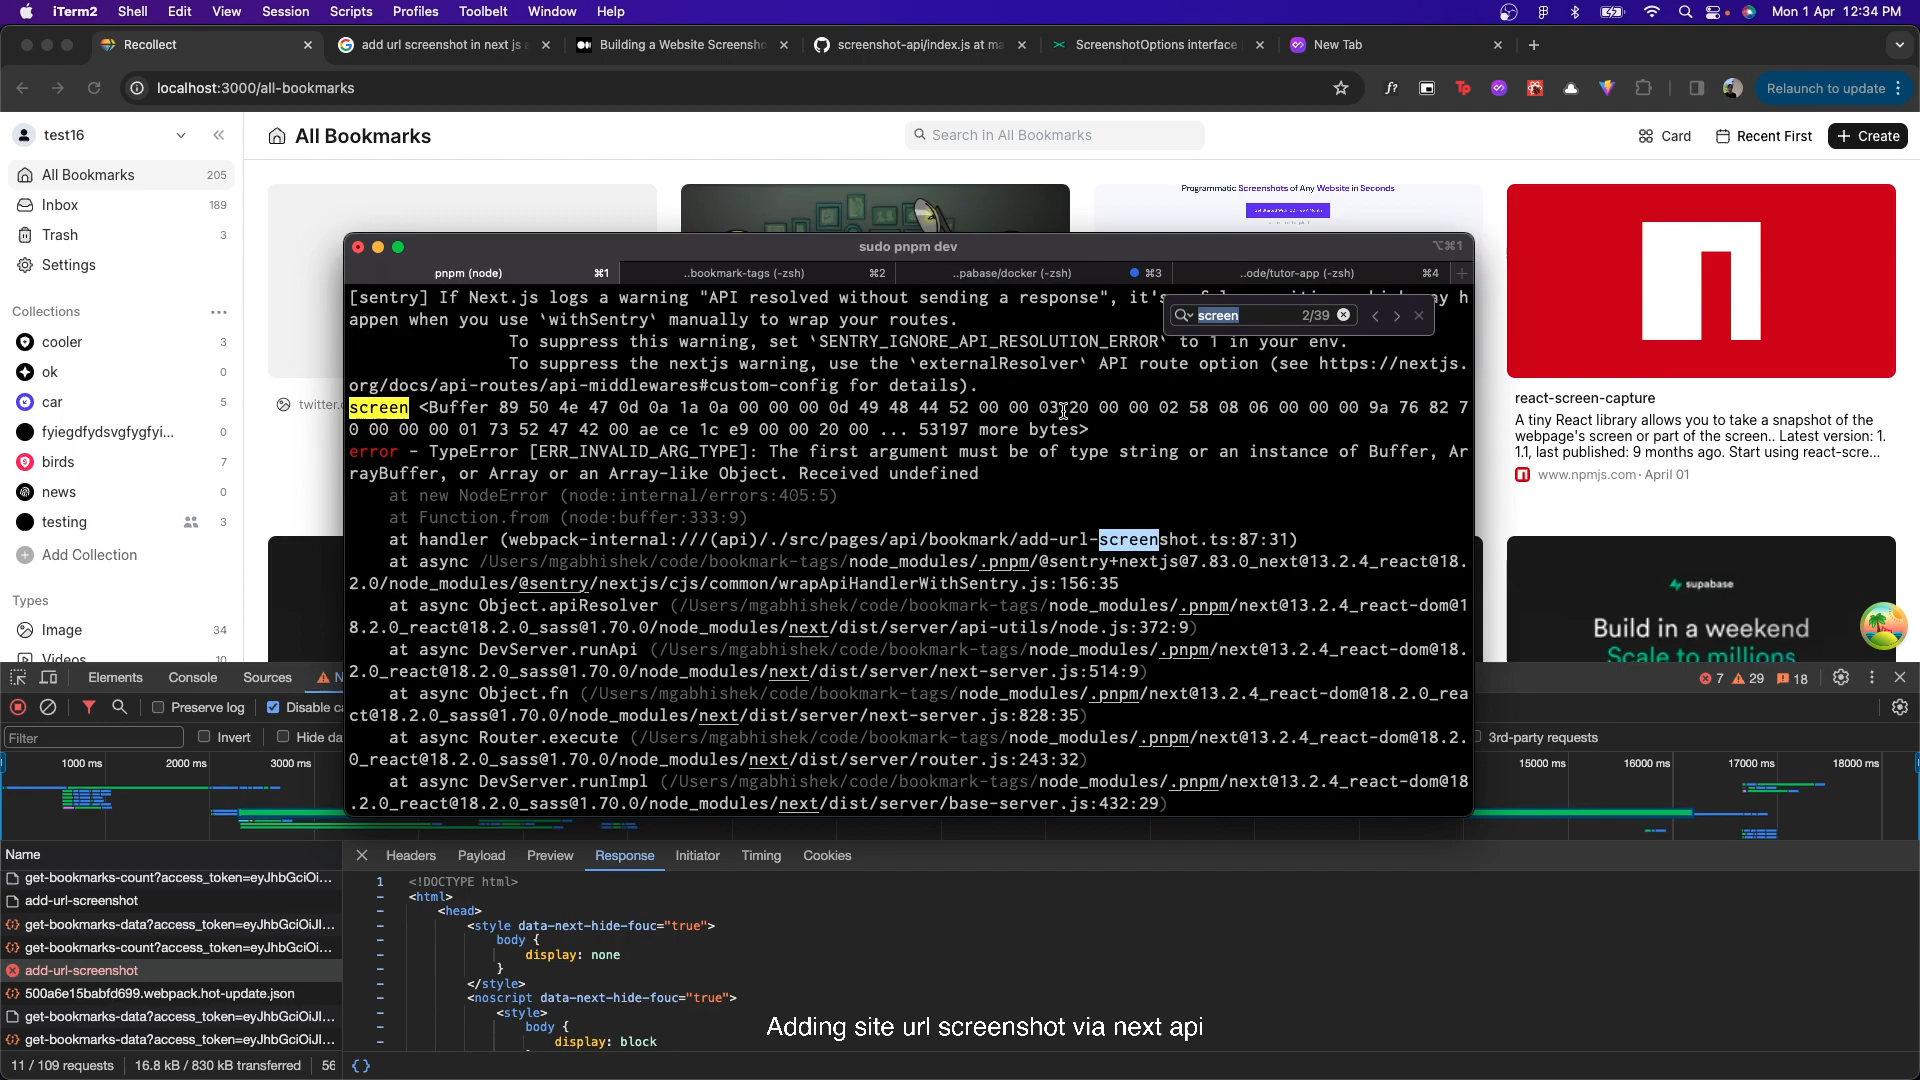 iTerm2 Shell Edit View Session Scripts Profiles Toolbelt Window Help Mon 1 Apr 12:34 PM
Recollect add url screenshot in next js Building a Website Screensh screenshot-api/index.js at ma ScreenshotOptions interface New Tab
localhost:3000/all-bookmarks f? Tp Relaunch to update
test16 All Bookmarks Search in All Bookmarks Card Recent First + Create
All Bookmarks 205
Inbox 189
Trash 3
Settings
Collections
cooler 0
ok 0
car 5
fyiegdfydsvgfygfyi... 0
birds 7
news 0
testing 3
Add Collection
Types
Image 34
Videos 10
twitter.
Programmatic Screenshots of Any Website in Seconds
react-screen-capture
A tiny React library allows you to take a snapshot of the
webpage's screen or part of the screen.. Latest version: 1.
1.1, last published: 9 months ago. Start using react-scre...
www.npmjs.com · April 01
supabase
Build in a weekend
Scale to millions
sudo pnpm dev ⌥⌘1
pnpm (node) ⌘1 ..bookmark-tags (-zsh) ⌘2 ..pabase/docker (-zsh) ⌘3 ..ode/tutor-app (-zsh) ⌘4
screen 2/39
[sentry] If Next.js logs a warning "API resolved without sending a response", it's
ay h
appen when you use `withSentry` manually to wrap your routes.
To suppress this warning, set `SENTRY_IGNORE_API_RESOLUTION_ERROR` to 1 in your env.
To suppress the nextjs warning, use the `externalResolver` API route option (see https://nextjs.
org/docs/api-routes/api-middlewares#custom-config for details).
screen <Buffer 89 50 4e 47 0d 0a 1a 0a 00 00 00 0d 49 48 44 52 00 00 03 20 00 00 02 58 08 06 00 00 00 9a 76 82 7
0 00 00 00 01 73 52 47 42 00 ae ce 1c e9 00 00 20 00 ... 53197 more bytes>
error - TypeError [ERR_INVALID_ARG_TYPE]: The first argument must be of type string or an instance of Buffer, Ar
rayBuffer, or Array or an Array-like Object. Received undefined
at new NodeError (node:internal/errors:405:5)
at Function.from (node:buffer:333:9)
at handler (webpack-internal:///(api)/./src/pages/api/bookmark/add-url-screenshot.ts:87:31)
at async /Users/mgabhishek/code/bookmark-tags/node_modules/.pnpm/@sentry+nextjs@7.83.0_next@13.2.4_react@18.
2.0/node_modules/@sentry/nextjs/cjs/common/wrapApiHandlerWithSentry.js:156:35
at async Object.apiResolver (/Users/mgabhishek/code/bookmark-tags/node_modules/.pnpm/next@13.2.4_react-dom@1
8.2.0_react@18.2.0_sass@1.70.0/node_modules/next/dist/server/api-utils/node.js:372:9)
at async DevServer.runApi (/Users/mgabhishek/code/bookmark-tags/node_modules/.pnpm/next@13.2.4_react-dom@18.
2.0_react@18.2.0_sass@1.70.0/node_modules/next/dist/server/next-server.js:514:9)
at async Object.fn (/Users/mgabhishek/code/bookmark-tags/node_modules/.pnpm/next@13.2.4_react-dom@18.2.0_rea
ct@18.2.0_sass@1.70.0/node_modules/next/dist/server/next-server.js:828:35)
at async Router.execute (/Users/mgabhishek/code/bookmark-tags/node_modules/.pnpm/next@13.2.4_react-dom@18.2.
0_react@18.2.0_sass@1.70.0/node_modules/next/dist/server/router.js:243:32)
at async DevServer.runImpl (/Users/mgabhishek/code/bookmark-tags/node_modules/.pnpm/next@13.2.4_react-dom@18
.2.0_react@18.2.0_sass@1.70.0/node_modules/next/dist/server/base-server.js:432:29)
Elements Console Sources N 7 29 18
Preserve log Disable ca
Filter Invert Hide da 3rd-party requests
1000 ms 2000 ms 3000 ms 15000 ms 16000 ms 17000 ms 18000 ms
Name
get-bookmarks-count?access_token=eyJhbGciOi...
add-url-screenshot
get-bookmarks-data?access_token=eyJhbGciOiJI...
get-bookmarks-count?access_token=eyJhbGciOi...
add-url-screenshot
500a6e15babfd699.webpack.hot-update.json
get-bookmarks-data?access_token=eyJhbGciOiJI...
get-bookmarks-data?access_token=eyJhbGciOiJI...
11 / 109 requests 16.8 kB / 830 kB transferred 56
Headers Payload Preview Response Initiator Timing Cookies
1 <!DOCTYPE html>
- <html>
- <head>
- <style data-next-hide-fouc="true">
- body {
- display: none
- }
- </style>
- <noscript data-next-hide-fouc="true">
- <style>
- body {
- display: block
{}
Adding site url screenshot via next api